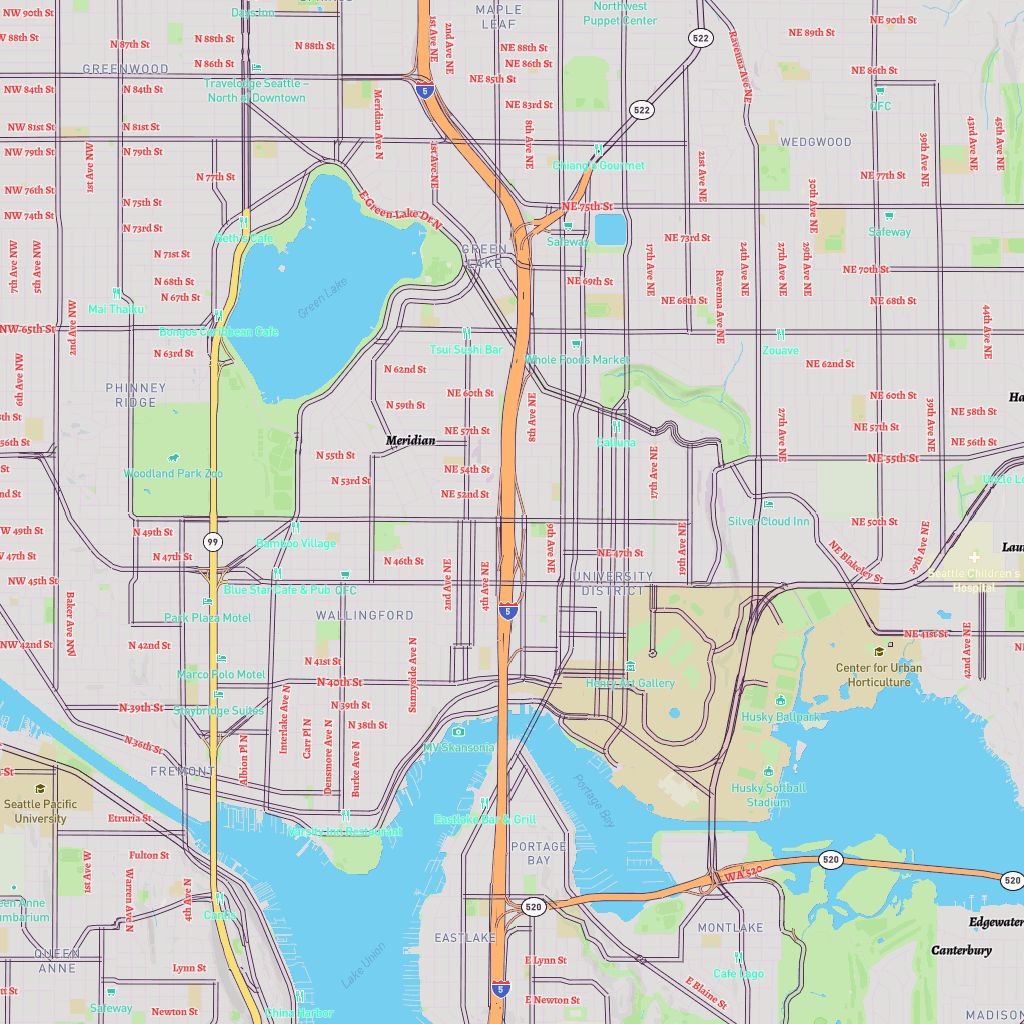 NW 90th St
Days Inn
MAPLE
LEAF
Northwest
Puppet Center
NE 90th St
1st Ave NE
2nd Ave NE
522
Ravenna Ave NE
NE 89th St
N 88th St
N 87th St
N 88th St
NE 88th St
GREENWOOD
N 86th St
NE 86th St
NE 86th St
NE 85th St
Travelodge Seattle –
North of Downtown
NW 84th St
N 84th St
5
QFC
NE 83rd St
522
Meridian Ave N
NW 81st St
N 81st St
8th Ave NE
WEDGWOOD
39th Ave NE
43rd Ave NE
45th Ave NE
NW 79th St
N 79th St
1st Ave NW
1st Ave NE
Chiang's Gourmet
21st Ave NE
N 77th St
NE 77th St
NW 76th St
N 75th St
E Green Lake Dr N
NE 75th St
30th Ave NE
NW 74th St
N 73rd St
Safeway
Beth's Cafe
Safeway
NE 73rd St
7th Ave NW
5th Ave NW
N 71st St
GREEN
LAKE
17th Ave NE
24th Ave NE
27th Ave NE
29th Ave NE
NE 70th St
N 68th St
NE 69th St
Ravenna Ave NE
N 67th St
Green Lake
NE 68th St
NE 68th St
Mai Thaiku
NW 65th St
2nd Ave NW
Bongos Caribbean Cafe
44th Ave NE
Tsui Sushi Bar
Zouave
N 63rd St
Whole Foods Market
6th Ave NW
N 62nd St
NE 62nd St
PHINNEY
RIDGE
NE 60th St
NE 60th St
N 59th St
8th Ave NE
27th Ave NE
39th Ave NE
NE 58th St
NE 57th St
NE 57th St
Meridian
Calluna
NE 56th St
N 55th St
NE 55th St
Woodland Park Zoo
NE 54th St
17th Ave NE
N 53rd St
NE 52nd St
Silver Cloud Inn
NE 50th St
NW 49th St
N 49th St
99
Bamboo Village
9th Ave NE
19th Ave NE
39th Ave NE
NW 47th St
N 47th St
N 46th St
NE 47th St
NE Blakeley St
NW 45th St
Blue Star Cafe & Pub
QFC
2nd Ave NE
4th Ave NE
UNIVERSITY
DISTRICT
Seattle Children's
Hospital
Baker Ave NW
Park Plaza Motel
WALLINGFORD
5
NW 42nd St
N 42nd St
NE 41st St
42nd Ave NE
N 41st St
Sunnyside Ave N
Center for Urban
Horticulture
Marco Polo Motel
N 40th St
Henry Art Gallery
N 39th St
Staybridge Suites
N 39th St
Interlake Ave N
Carr Pl N
N 38th St
Husky Ballpark
N 36th St
Albion Pl N
Densmore Ave N
Burke Ave N
MV Skansonia
FREMONT
Portage Bay
Husky Softball
Stadium
Seattle Pacific
University
Etruria St
Varsity Inn Restaurant
Eastlake Bar & Grill
Fulton St
PORTAGE
BAY
520
1st Ave W
Warren Ave N
4th Ave N
WA 520
520
Canlis
520
Edgewater
EASTLAKE
MONTLAKE
Canterbury
QUEEN
ANNE
Lake Union
E Lynn St
Cafe Lago
Lynn St
E Blaine St
Safeway
5
E Newton St
Newton St
China Harbor
MADISON